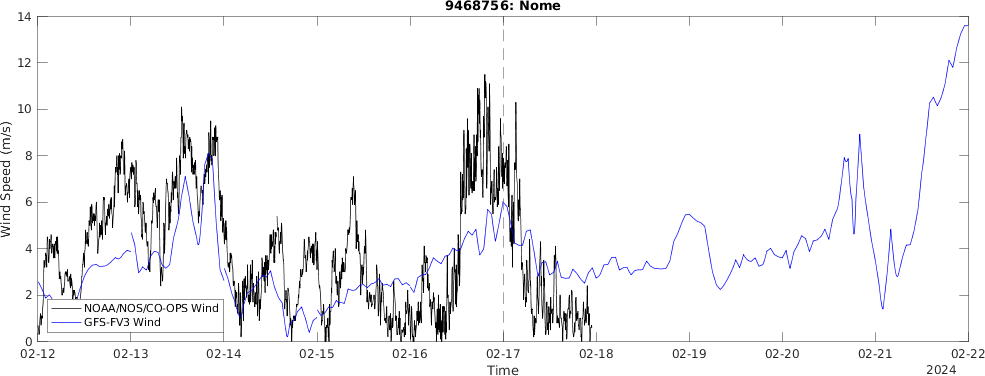 9468756: Nome
14
12
10
8
6
4
2
0
Wind Speed (m/s)
NOAA/NOS/CO-OPS Wind
GFS-FV3 Wind
02-12 02-13 02-14 02-15 02-16 02-17 02-18 02-19 02-20 02-21 02-22
Time
2024